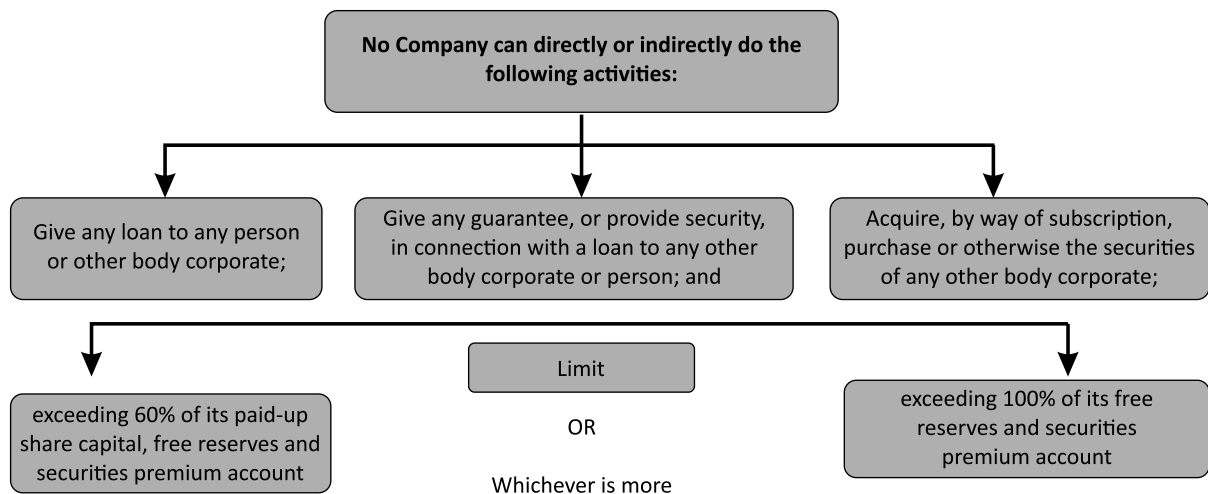 No Company can directly or indirectly do the
following activities:
Give any loan to any person
or other body corporate;
Give any guarantee, or provide security,
in connection with a loan to any other
body corporate or person; and
Acquire, by way of subscription,
purchase or otherwise the securities
of any other body corporate;
Limit
exceeding 60% of its paid-up
share capital, free reserves and
securities premium account
OR
exceeding 100% of its free
reserves and securities
premium account
Whichever is more